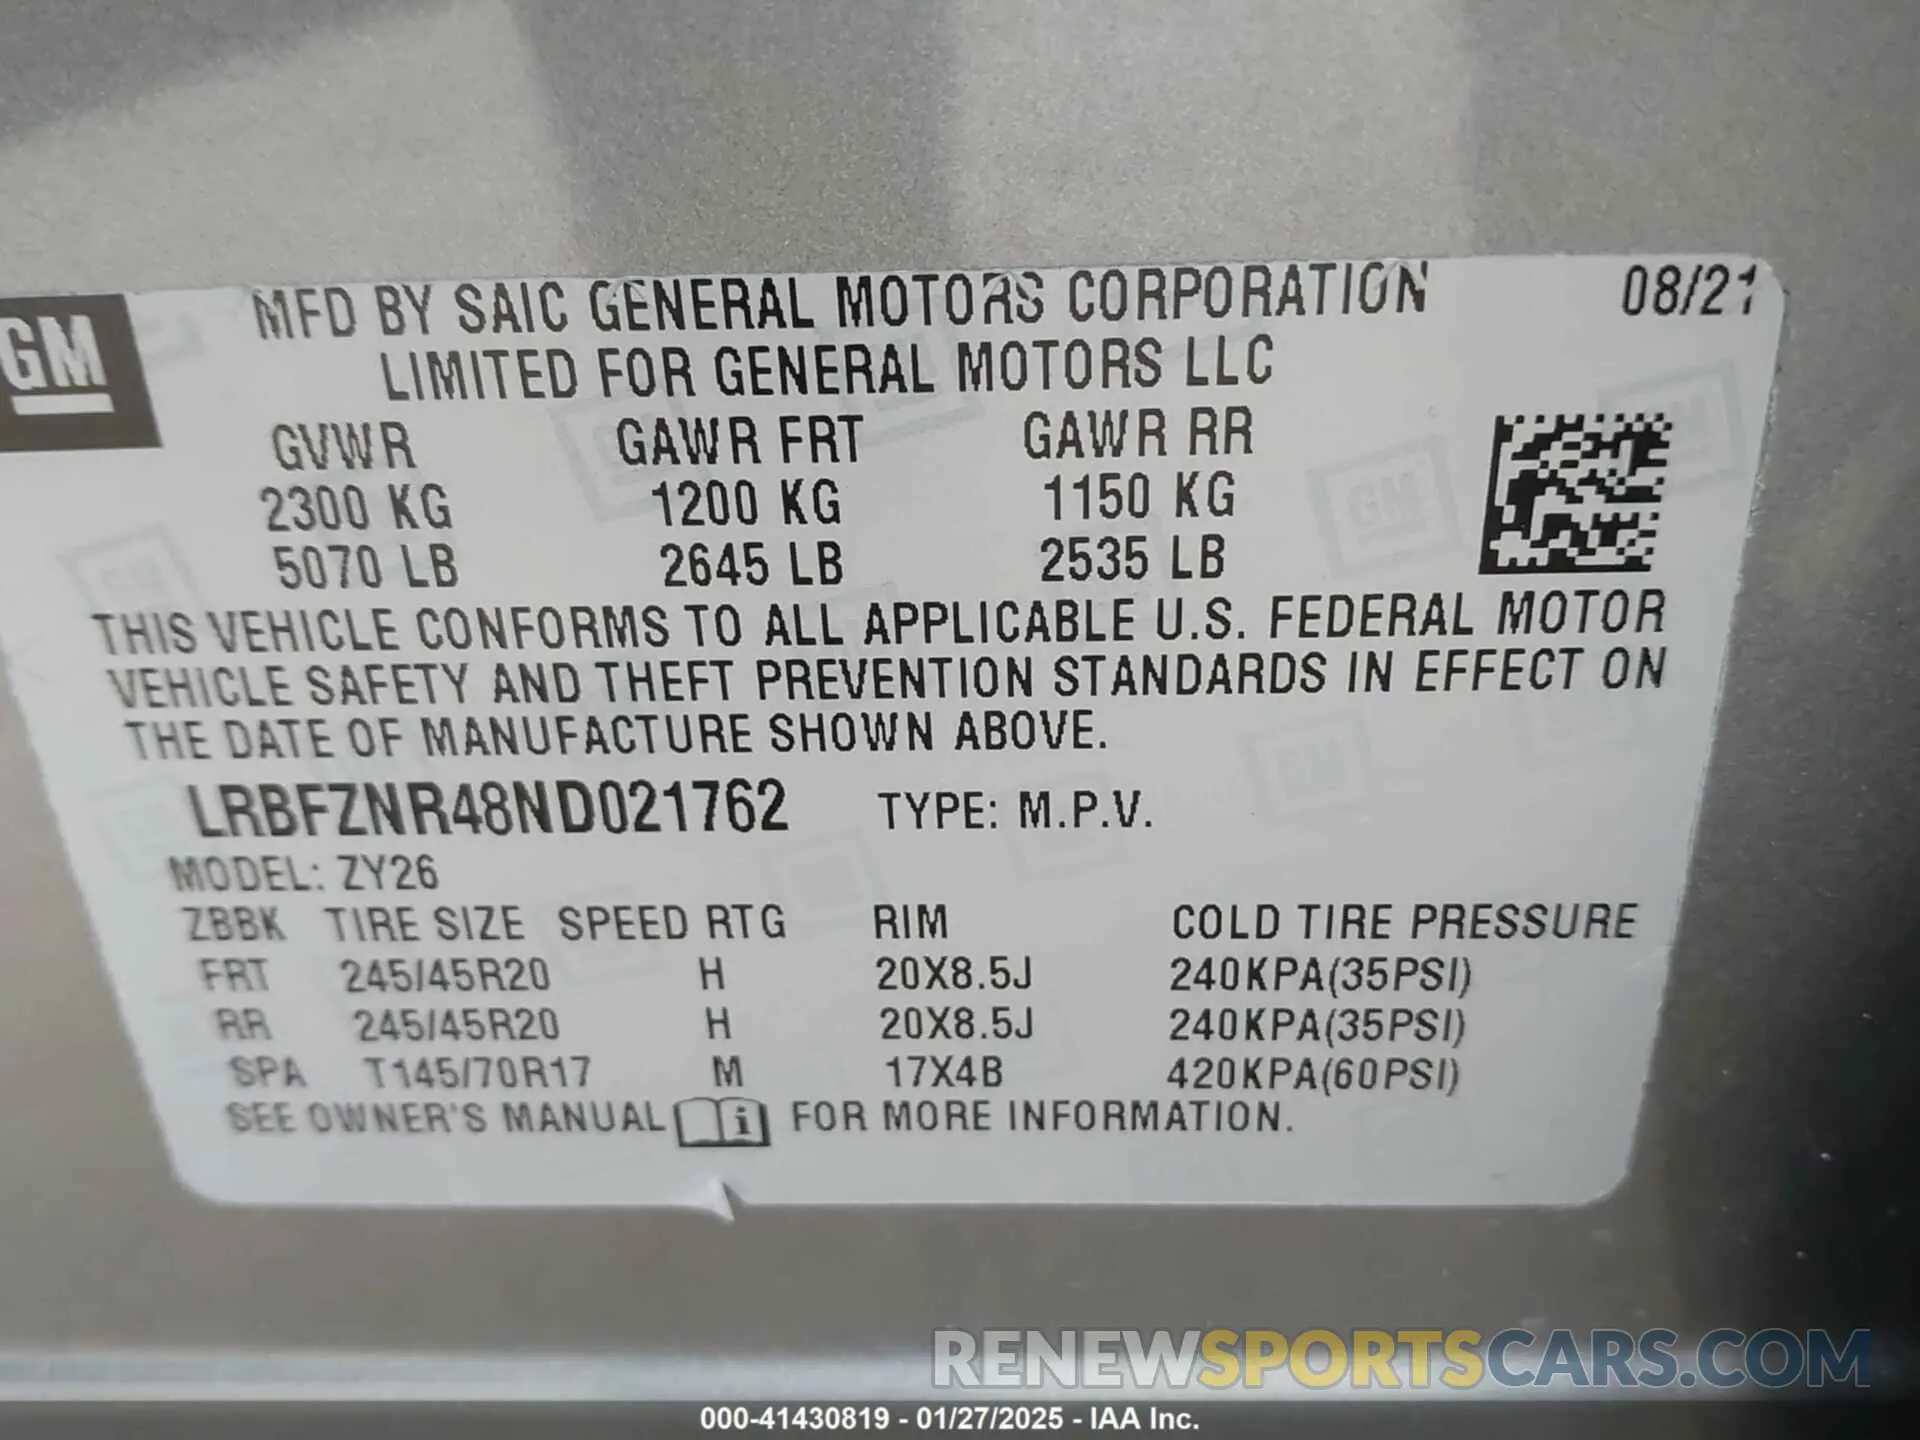 GM
MFD BY SAIC GENERAL MOTORS CORPORATION 08/21
LIMITED FOR GENERAL MOTORS LLC
GVWR GAWR FRT GAWR RR
2300 KG 1200 KG 1150 KG
5070 LB 2645 LB 2535 LB
THIS VEHICLE CONFORMS TO ALL APPLICABLE U.S. FEDERAL MOTOR
VEHICLE SAFETY AND THEFT PREVENTION STANDARDS IN EFFECT ON
THE DATE OF MANUFACTURE SHOWN ABOVE.
LRBFZNR48ND021762 TYPE: M.P.V.
MODEL: ZY26
ZBBK TIRE SIZE SPEED RTG RIM COLD TIRE PRESSURE
FRT 245/45R20 H 20X8.5J 240KPA(35PSI)
RR 245/45R20 H 20X8.5J 240KPA(35PSI)
SPA T145/70R17 M 17X4B 420KPA(60PSI)
SEE OWNER'S MANUAL i FOR MORE INFORMATION.
RENEWSPORTSCARS.COM
000-41430819 - 01/27/2025 - IAA Inc.